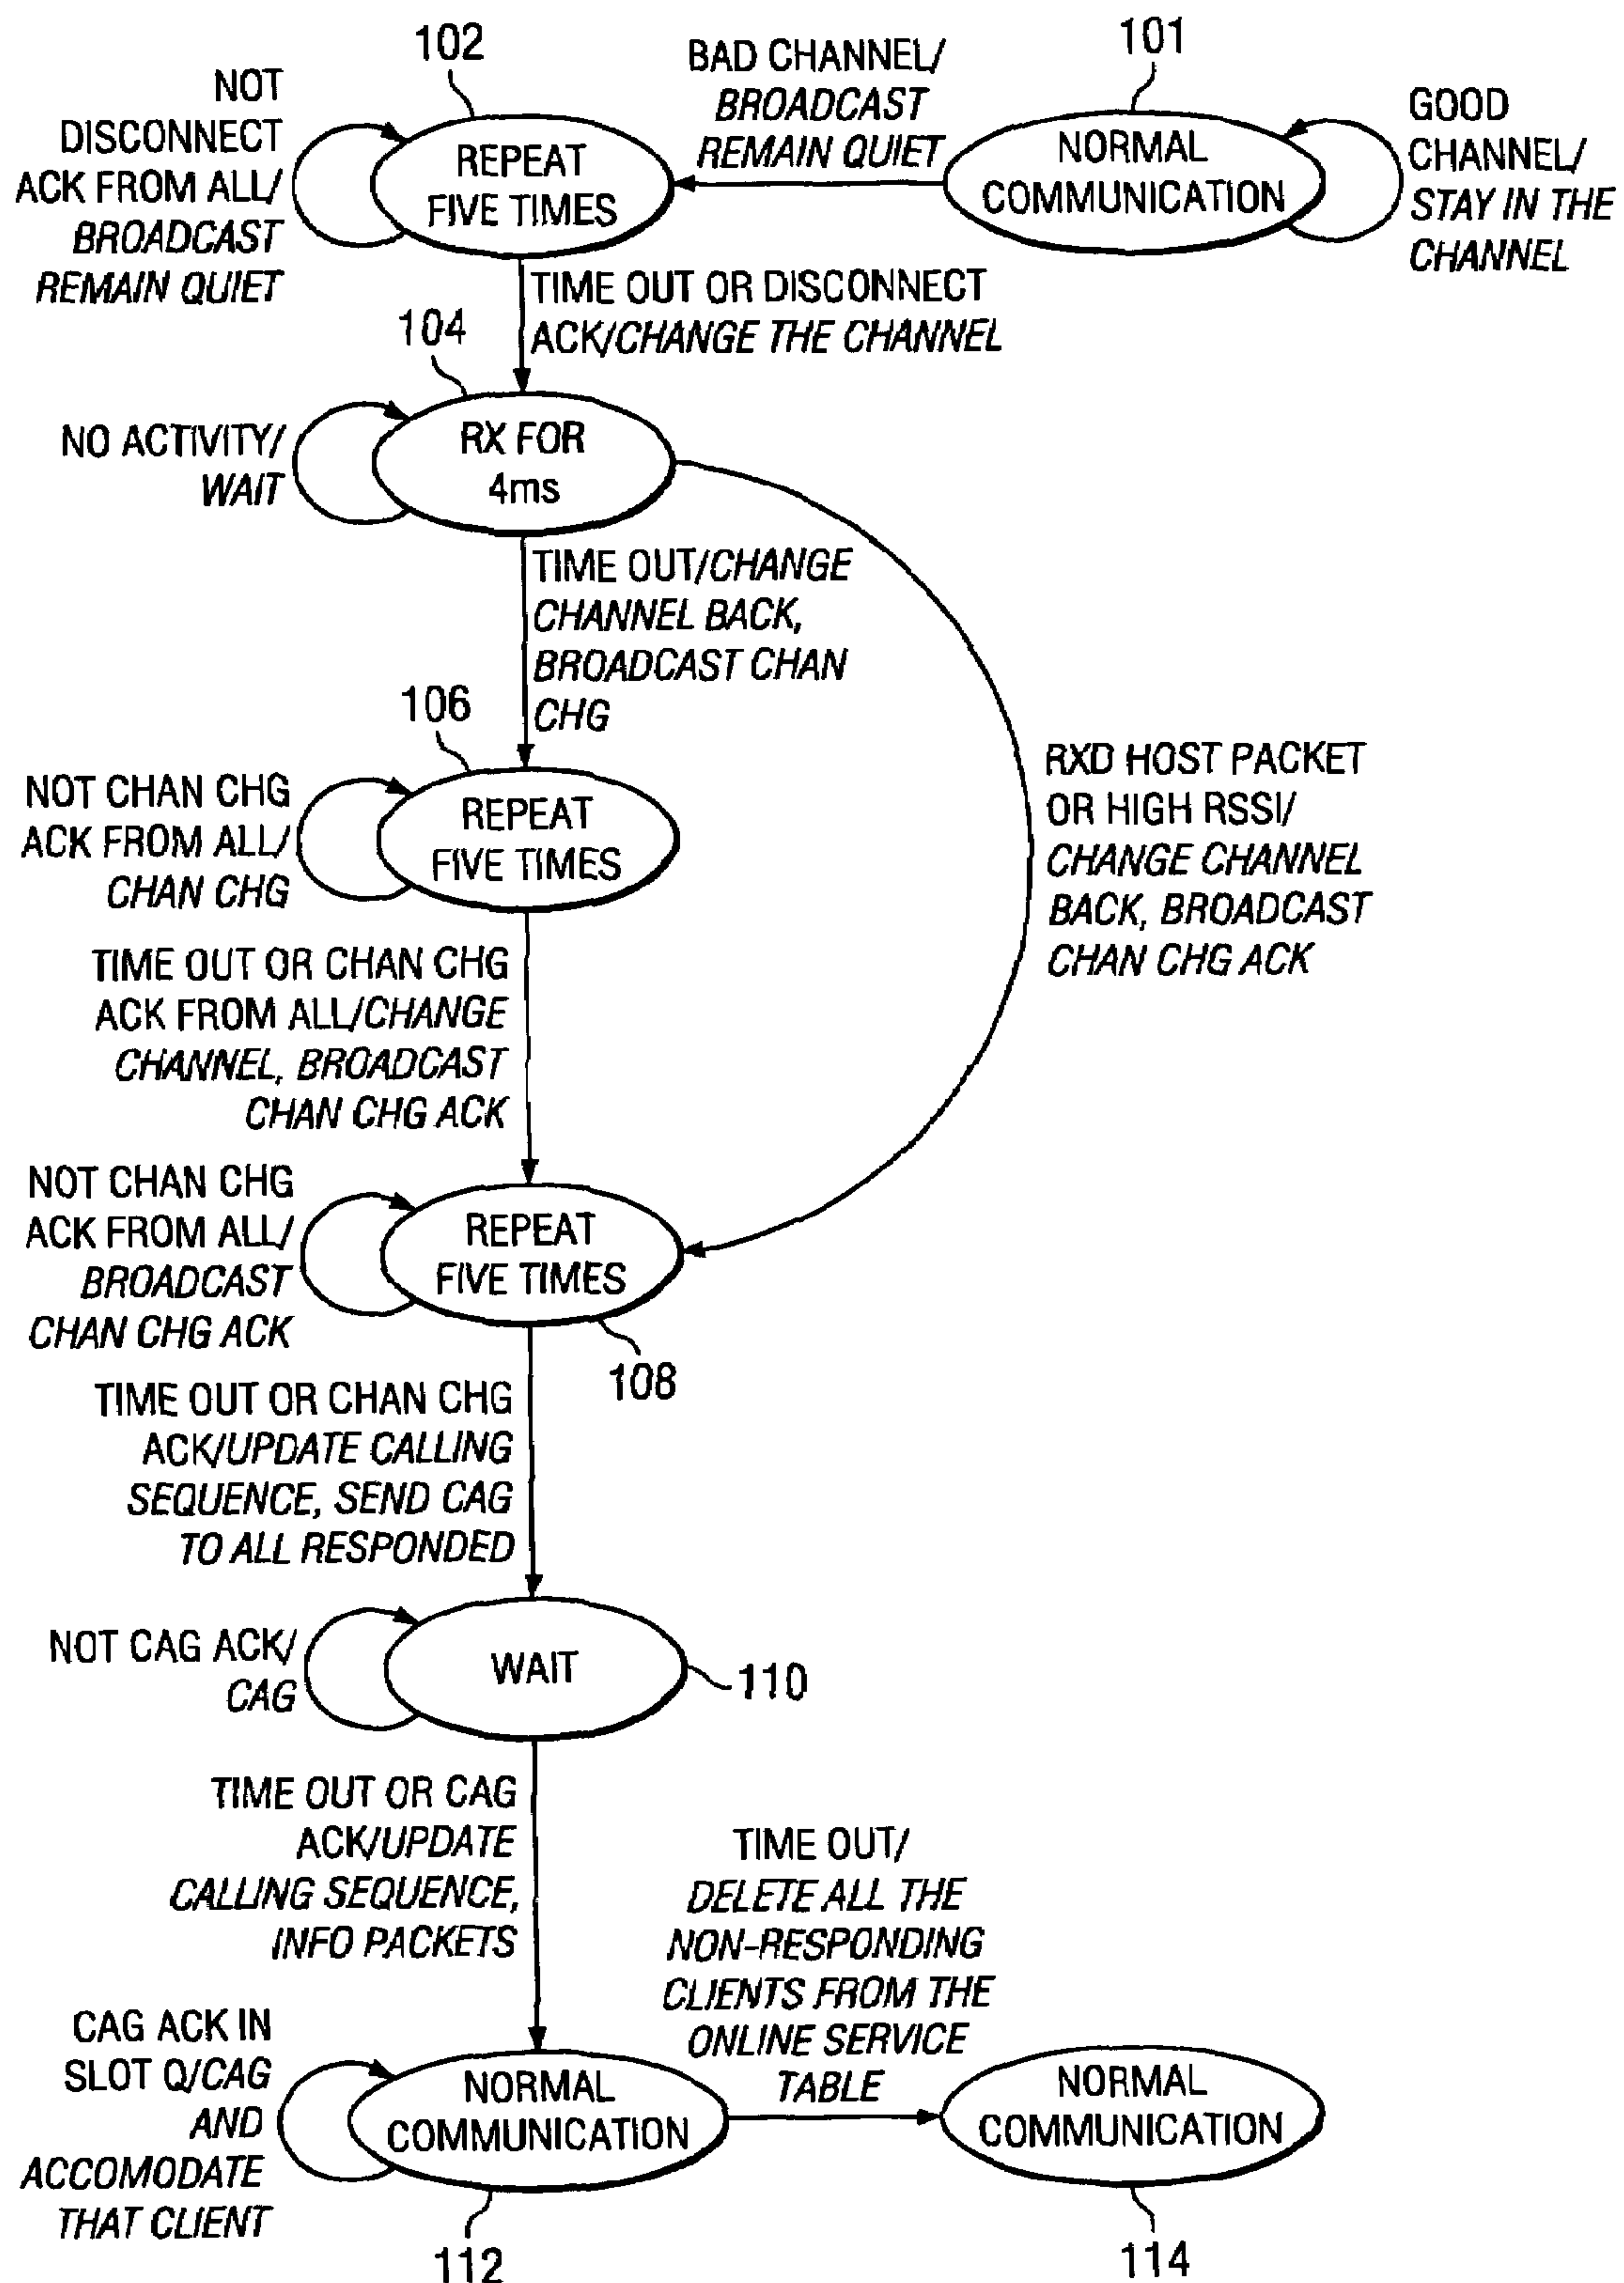 102
BAD CHANNEL/
BROADCAST
REMAIN QUIET
101
NOT
DISCONNECT
ACK FROM ALL/
BROADCAST
REMAIN QUIET
REPEAT
FIVE TIMES
NORMAL
COMMUNICATION
GOOD
CHANNEL/
STAY IN THE
CHANNEL
TIME OUT OR DISCONNECT
ACK/CHANGE THE CHANNEL
104
NO ACTIVITY/
WAIT
RX FOR
4ms
TIME OUT/CHANGE
CHANNEL BACK,
BROADCAST CHAN
CHG
106
RXD HOST PACKET
OR HIGH RSSI/
CHANGE CHANNEL
BACK, BROADCAST
CHAN CHG ACK
NOT CHAN CHG
ACK FROM ALL/
CHAN CHG
REPEAT
FIVE TIMES
TIME OUT OR CHAN CHG
ACK FROM ALL/CHANGE
CHANNEL, BROADCAST
CHAN CHG ACK
NOT CHAN CHG
ACK FROM ALL/
BROADCAST
CHAN CHG ACK
REPEAT
FIVE TIMES
108
TIME OUT OR CHAN CHG
ACK/UPDATE CALLING
SEQUENCE, SEND CAG
TO ALL RESPONDED
NOT CAG ACK/
CAG
WAIT
110
TIME OUT OR CAG
ACK/UPDATE
CALLING SEQUENCE,
INFO PACKETS
TIME OUT/
DELETE ALL THE
NON-RESPONDING
CLIENTS FROM THE
ONLINE SERVICE
TABLE
CAG ACK IN
SLOT Q/CAG
AND
ACCOMODATE
THAT CLIENT
NORMAL
COMMUNICATION
NORMAL
COMMUNICATION
112
114